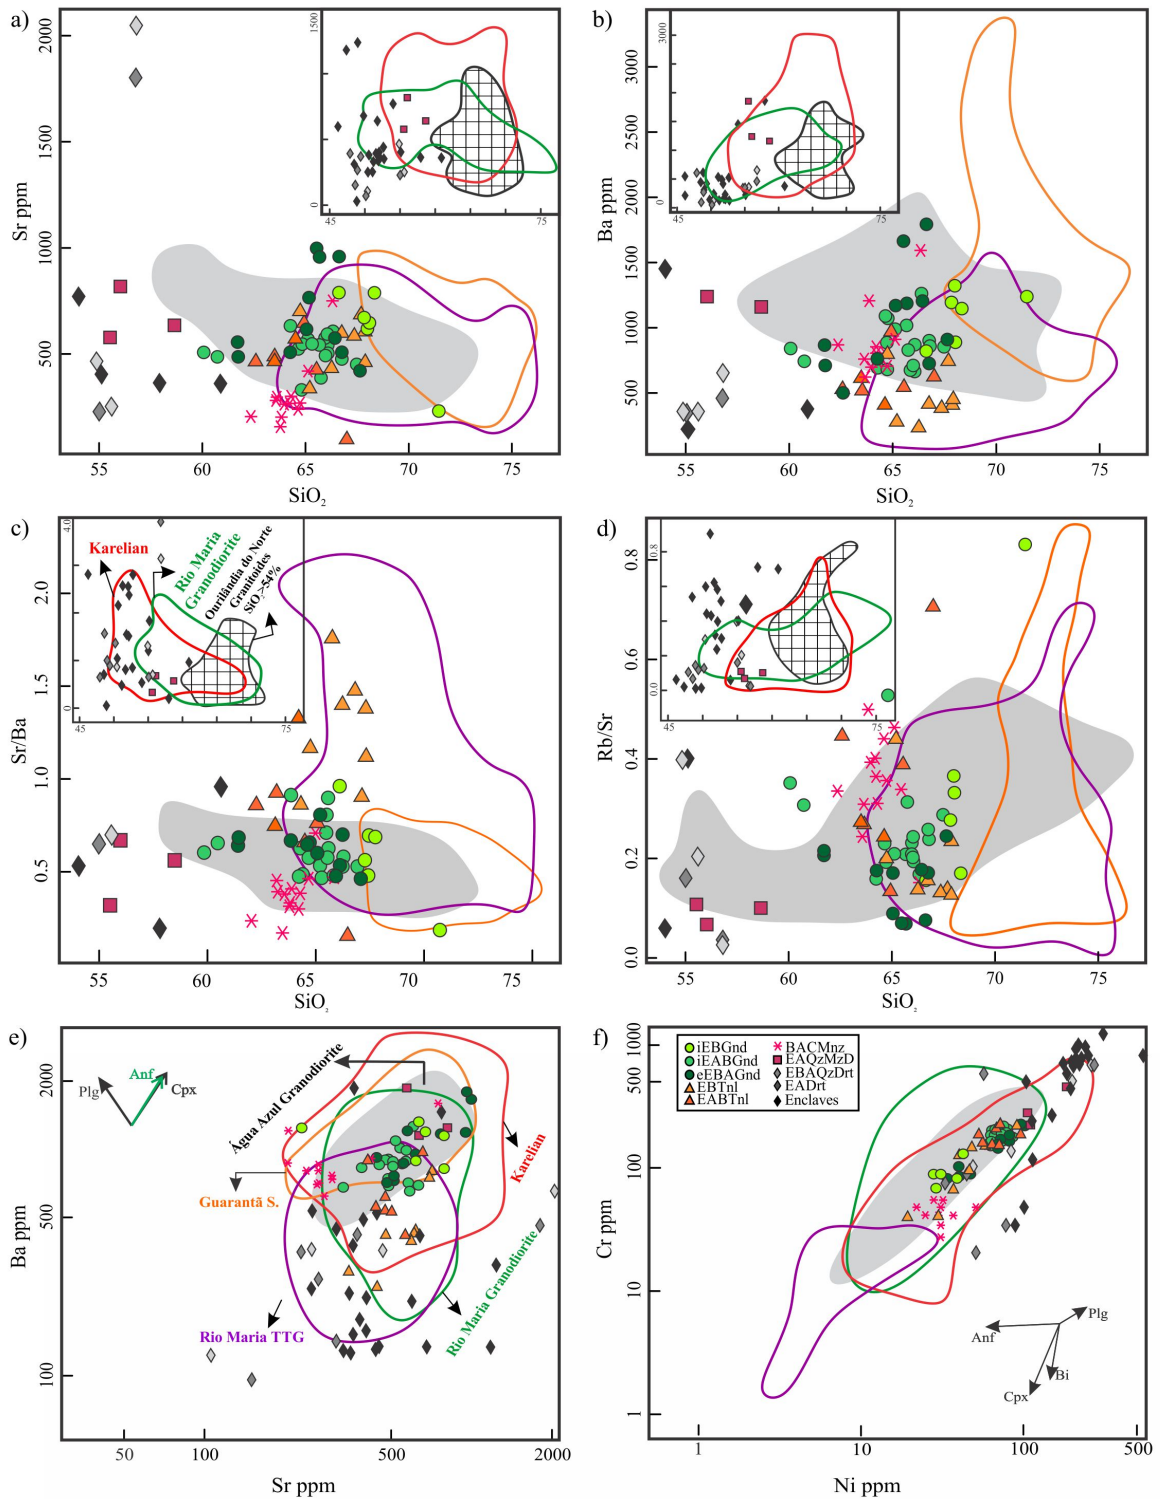 a)
Sr ppm
2000
1500
1000
500
55
60
65
70
75
SiO₂
1500
0
45
75
b)
Ba ppm
3000
2500
2000
1500
1000
500
55
60
65
70
75
SiO₂
3000
0
45
75
c)
Sr/Ba
2.0
1.5
1.0
0.5
55
60
65
70
75
SiO₂
4.0
0
45
75
Karelian
Rio Maria
Granodiorite
Ourilândia do Norte
Granitoides
SiO₂>54%
d)
Rb/Sr
0.8
0.6
0.4
0.2
0.0
55
60
65
70
75
SiO₂
0.8
0.0
45
75
e)
Ba ppm
2000
500
100
50
100
500
2000
Sr ppm
Plg
Anf
Cpx
Água Azul Granodiorite
Guarantã S.
Karelian
Rio Maria TTG
Rio Maria Granodiorite
f)
Cr ppm
1000
500
100
10
1
1
10
100
500
Ni ppm
iEBGnd
iEABGnd
eEBAGnd
EBTnl
EABTnl
BACMnz
EAQzMzD
EBAQzDrt
EADrt
Enclaves
Plg
Anf
Bi
Cpx